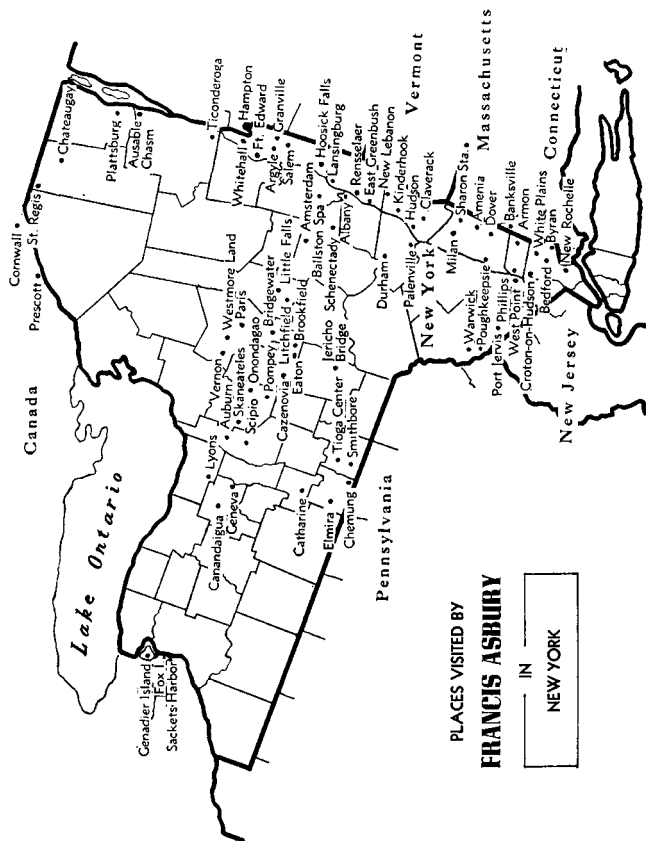 Canada
Cornwall
St. Regis
Prescott
Chateaugay
Plattsburg
Ausable
Chasm
Ticonderoga
Lake Ontario
Genadier Island
Fox I
Sackets Harbor
Whitehall
Hampton
Ft. Edward
Granville
Argyle
Salem
Hoosick Falls
Lansingburg
Rensselaer
East Greenbush
New Lebanon
Kinderhook
Hudson
Claverack
Vermont
Massachusetts
Connecticut
Westmore Land
Paris
Vernon
Auburn
Skaneateles
Scipio
Onondagao
Pompey
Bridgewater
Cazenovia
Litchfield
Little Falls
Eaton
Brookfield
Amsterdam
Ballston Spa
Schenectady
Albany
Jericho
Bridge
Durham
Palenville
New York
Lyons
Canandaigua
Geneva
Catharine
Elmira
Chemung
Tioga Center
Smithbore
Milan
Sharon Sta.
Amenia
Dover
Banksville
Armon
White Plains
Byran
New Rochelle
Bedford
Warwick
Poughkeepsie
Port Jervis
Phillips
West Point
Croton-on-Hudson
New Jersey
Pennsylvania
PLACES VISITED BY
FRANCIS ASBURY
IN
NEW YORK